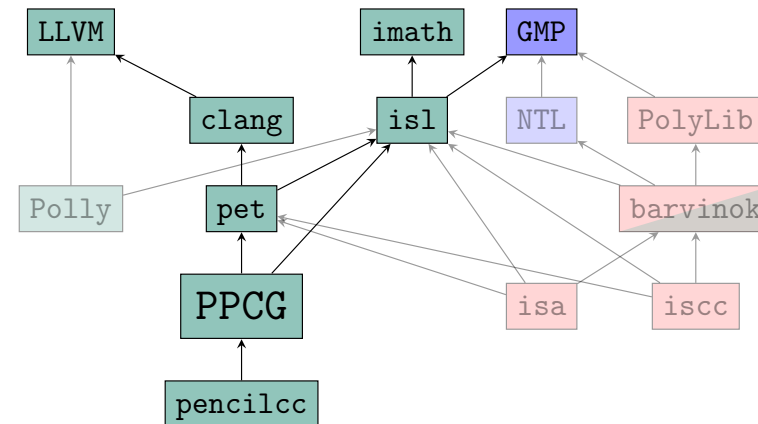 LLVM
imath
GMP
clang
isl
NTL
PolyLib
Polly
pet
barvinok
PPCG
isa
iscc
pencilcc